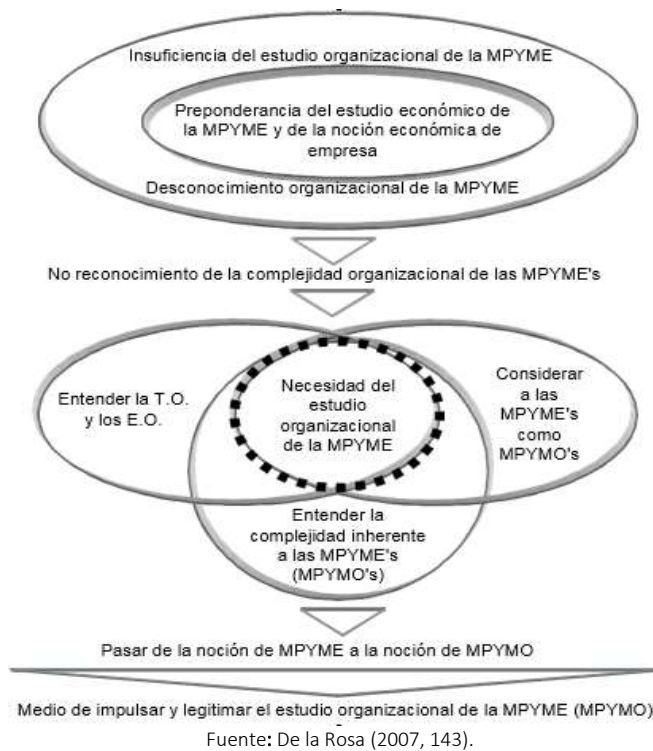 Insuficiencia del estudio organizacional de la MPYME
Preponderancia del estudio económico de
la MPYME y de la noción económica de
empresa
Desconocimiento organizacional de la MPYME
No reconocimiento de la complejidad organizacional de las MPYME's
Entender la T.O.
y los E.O.
Necesidad del
estudio
organizacional
de la MPYME
Considerar
a las
MPYME's
como
MPYMO's
Entender la
complejidad inherente
a las MPYME's
(MPYMO's)
Pasar de la noción de MPYME a la noción de MPYMO
Medio de impulsar y legitimar el estudio organizacional de la MPYME (MPYMO)
Fuente: De la Rosa (2007, 143).